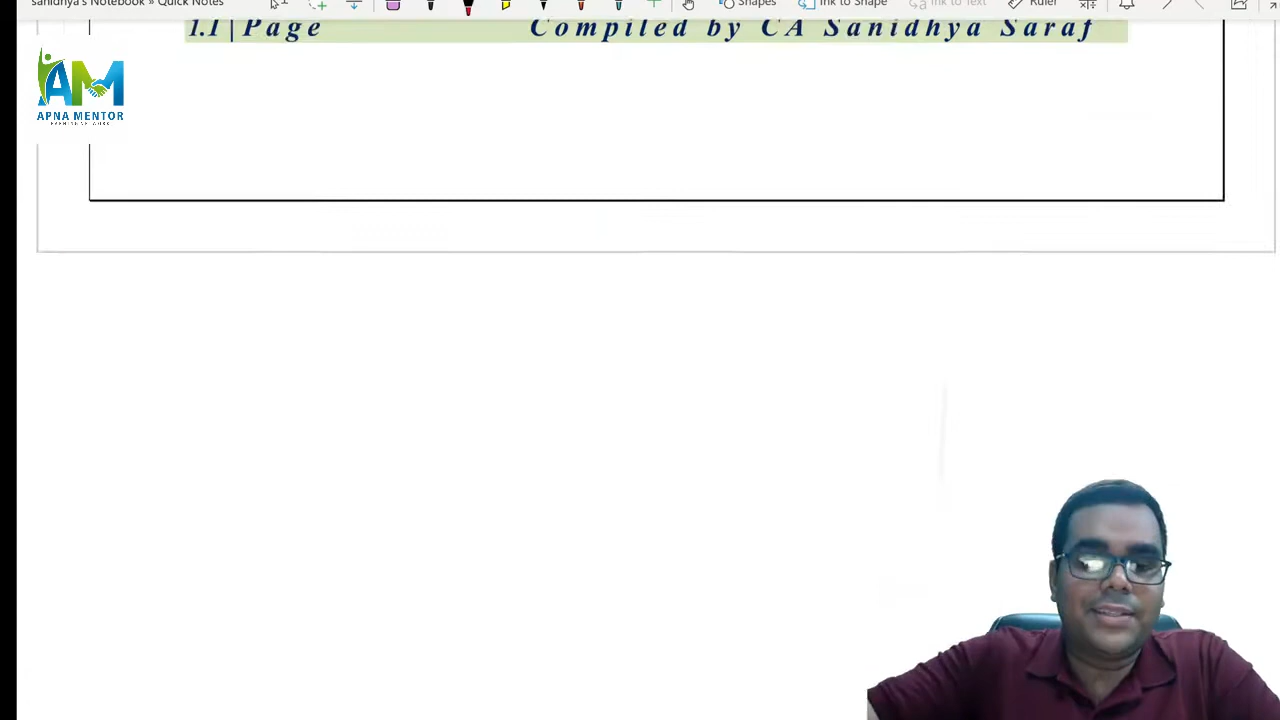 sanidhya's Notebook » Quick Notes
Shapes
Ink to Shape
Ink to Text
Ruler
1.1 | Page
Compiled by CA Sanidhya Saraf
AM
APNA MENTOR